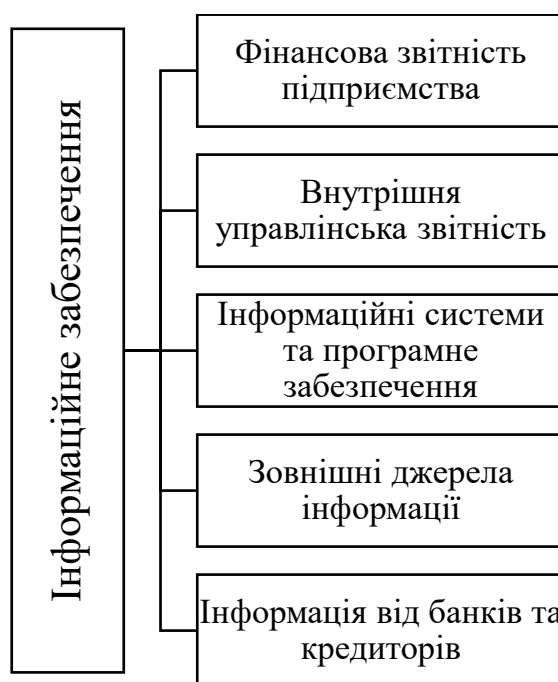 Інформаційне забезпечення
Фінансова звітність
підприємства
Внутрішня
управлінська звітність
Інформаційні системи
та програмне
забезпечення
Зовнішні джерела
інформації
Інформація від банків та
кредиторів